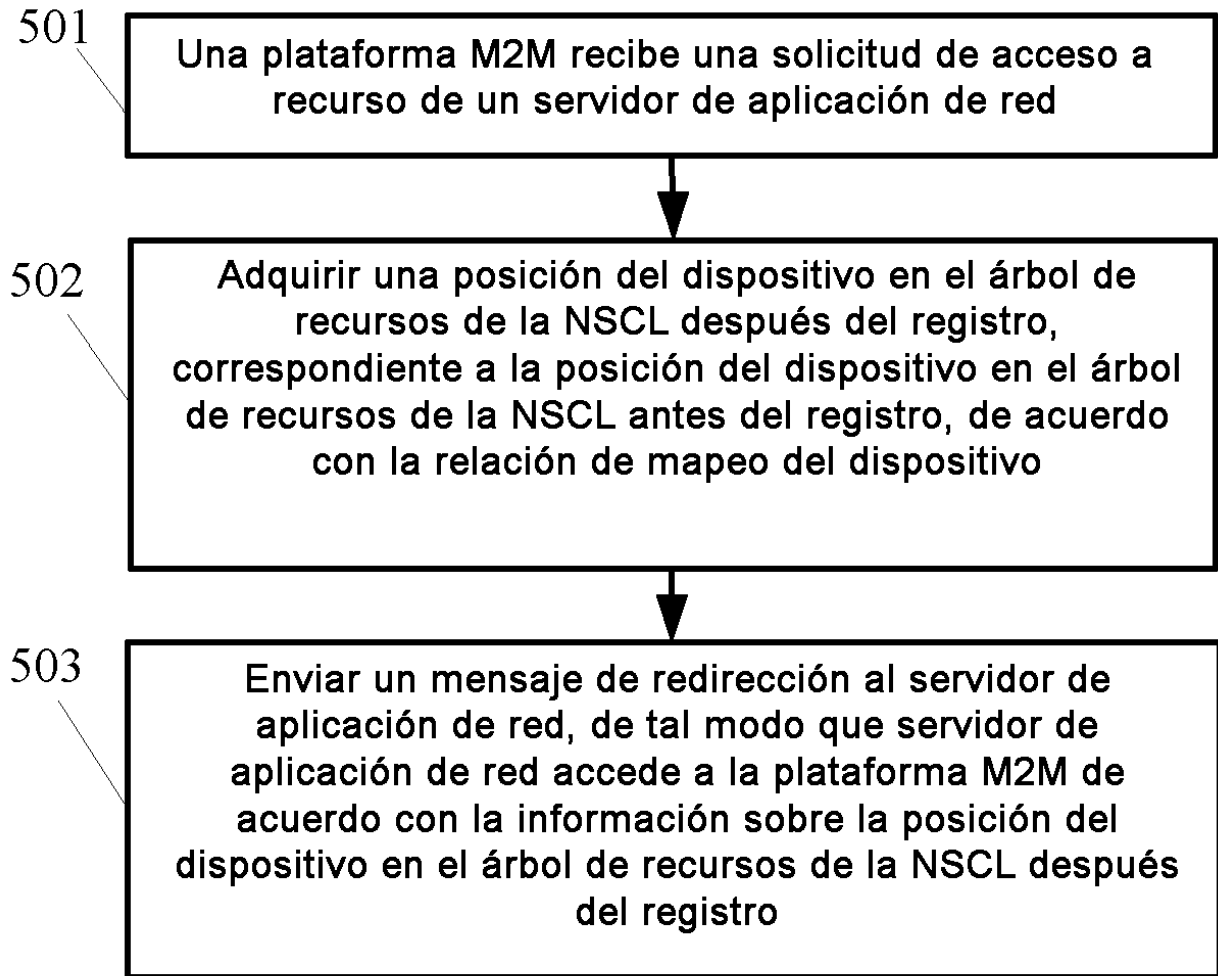 501
Una plataforma M2M recibe una solicitud de acceso a
recurso de un servidor de aplicación de red
502
Adquirir una posición del dispositivo en el árbol de
recursos de la NSCL después del registro,
correspondiente a la posición del dispositivo en el árbol
de recursos de la NSCL antes del registro, de acuerdo
con la relación de mapeo del dispositivo
503
Enviar un mensaje de redirección al servidor de
aplicación de red, de tal modo que servidor de
aplicación de red accede a la plataforma M2M de
acuerdo con la información sobre la posición del
dispositivo en el árbol de recursos de la NSCL después
del registro